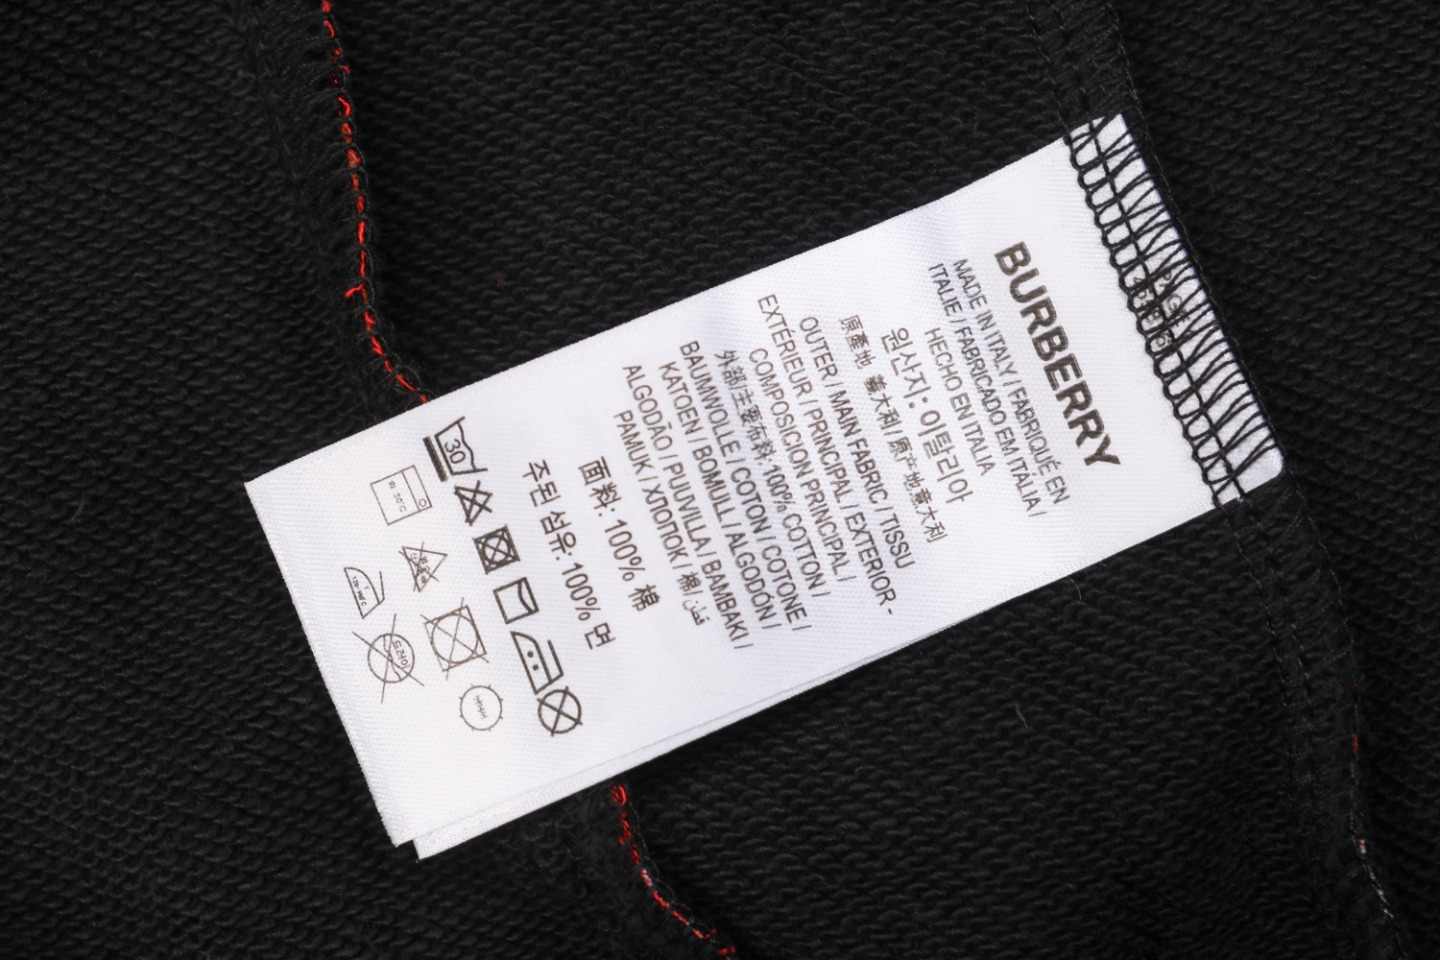 BURBERRY
MADE IN ITALY / FABRIQUÉ EN
ITALIE / FABRICADO EM ITÁLIA /
HECHO EN ITALIA
원산지: 이탈리아
原產地 意大利 / 原产地意大利
OUTER / MAIN FABRIC / TISSU
EXTÉRIEUR / PRINCIPAL / EXTERIOR -
COMPOSICION PRINCIPAL /
外部/主要布料: 100% COTTON /
BAUMWOLLE / COTON / COTONE /
KATOEN / BOMULL / ALGODÓN /
ALGODÃO / PUUVILLA / BAMBAKI /
PAMUK / ХЛОПОК / 棉/ قطن
面料: 100% 棉
주된 섬유: 100% 면
30